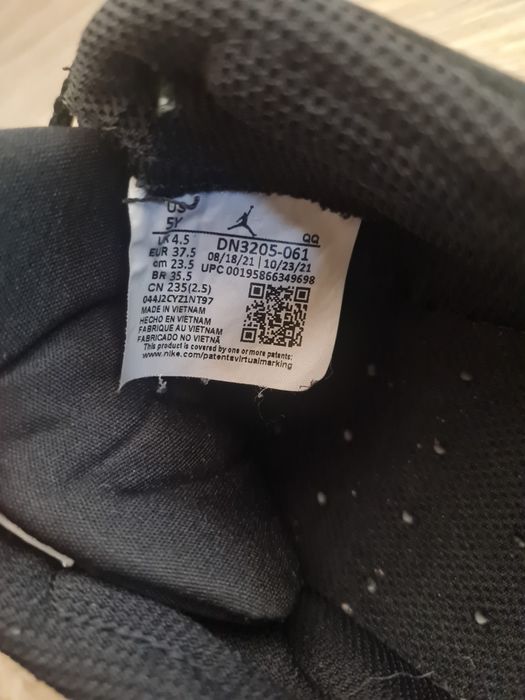 US
5Y
UK 4.5
EUR 37.5
cm 23.5
BR 35.5
CN 235(2.5)
QQ
DN3205-061
08/18/21 | 10/23/21
UPC 00195866349698
044J2CYZ1NT97
MADE IN VIETNAM
HECHO EN VIETNAM
FABRIQUE AU VIETNAM
FABRICADO NO VIETNÃ
This product is covered by one or more patents:
www.nike.com/patentsvirtualmarking